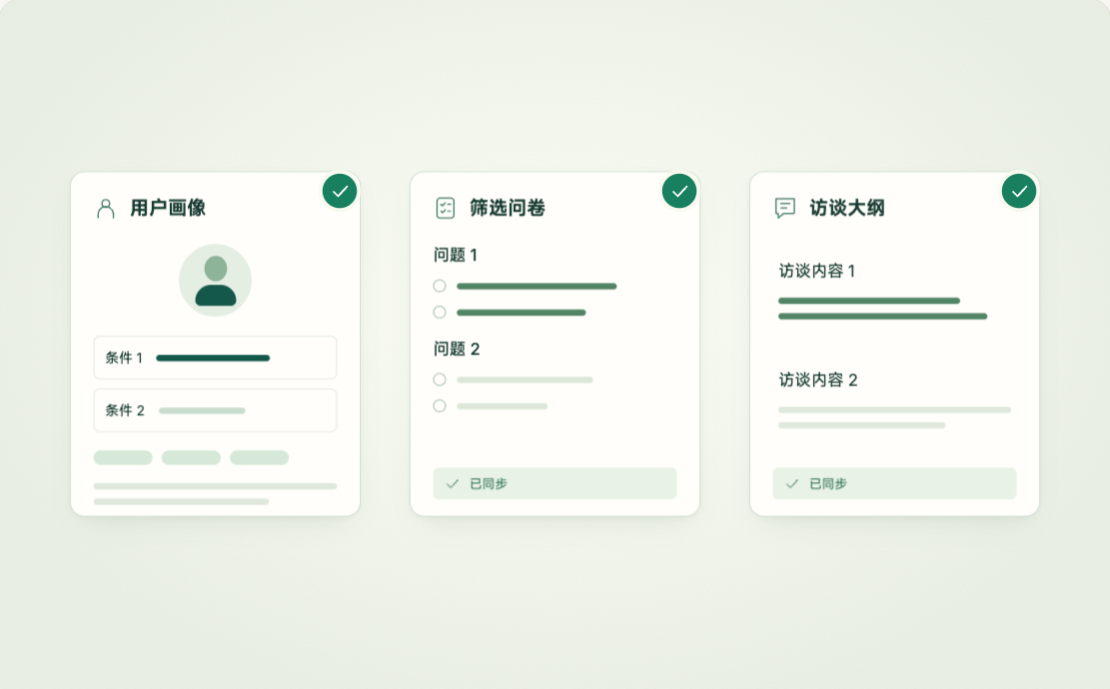 用户画像
条件 1
条件 2
筛选问卷
问题 1
问题 2
已同步
访谈大纲
访谈内容 1
访谈内容 2
已同步